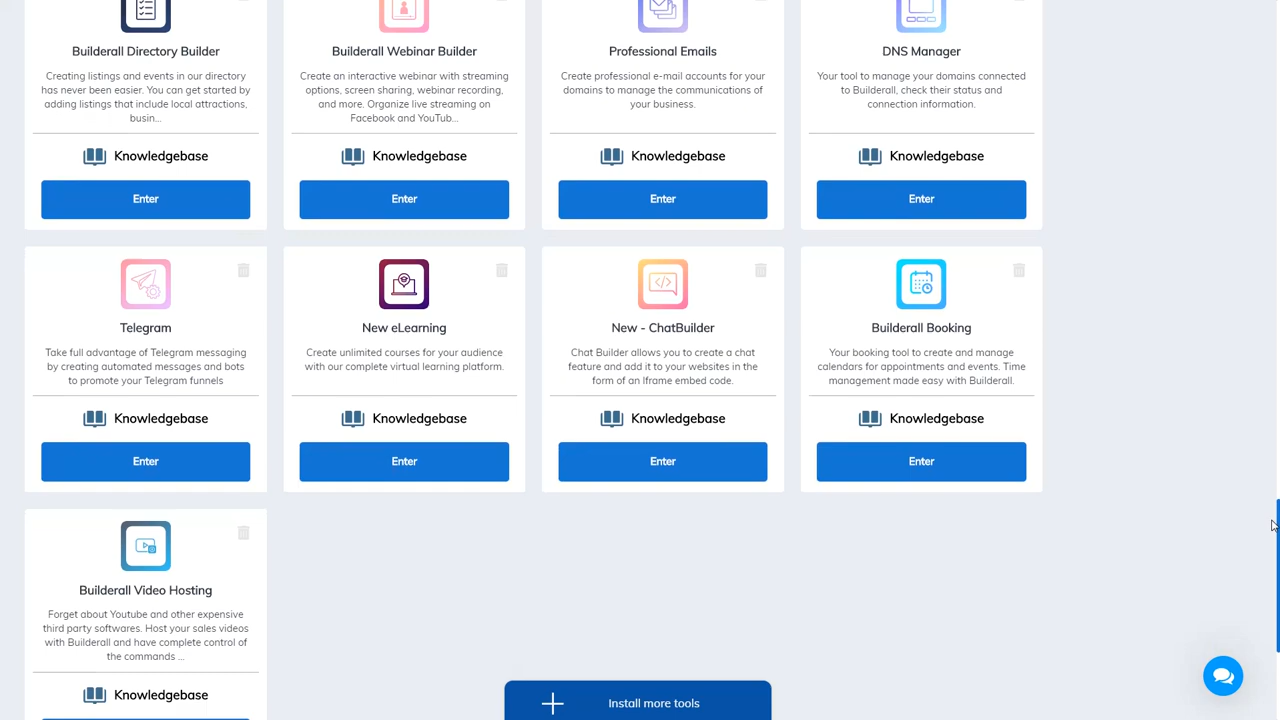 Builderall Directory Builder
Creating listings and events in our directory
has never been easier. You can get started by
adding listings that include local attractions,
busin...
Knowledgebase
Enter
Builderall Webinar Builder
Create an interactive webinar with streaming
options, screen sharing, webinar recording,
and more. Organize live streaming on
Facebook and YouTub...
Knowledgebase
Enter
Professional Emails
Create professional e-mail accounts for your
domains to manage the communications of
your business.
Knowledgebase
Enter
DNS Manager
Your tool to manage your domains connected
to Builderall, check their status and
connection information.
Knowledgebase
Enter
Telegram
Take full advantage of Telegram messaging
by creating automated messages and bots
to promote your Telegram funnels
Knowledgebase
Enter
New eLearning
Create unlimited courses for your audience
with our complete virtual learning platform.
Knowledgebase
Enter
New - ChatBuilder
Chat Builder allows you to create a chat
feature and add it to your websites in the
form of an Iframe embed code.
Knowledgebase
Enter
Builderall Booking
Your booking tool to create and manage
calendars for appointments and events. Time
management made easy with Builderall.
Knowledgebase
Enter
Builderall Video Hosting
Forget about Youtube and other expensive
third party softwares. Host your sales videos
with Builderall and have complete control of
the commands ...
Knowledgebase
Install more tools